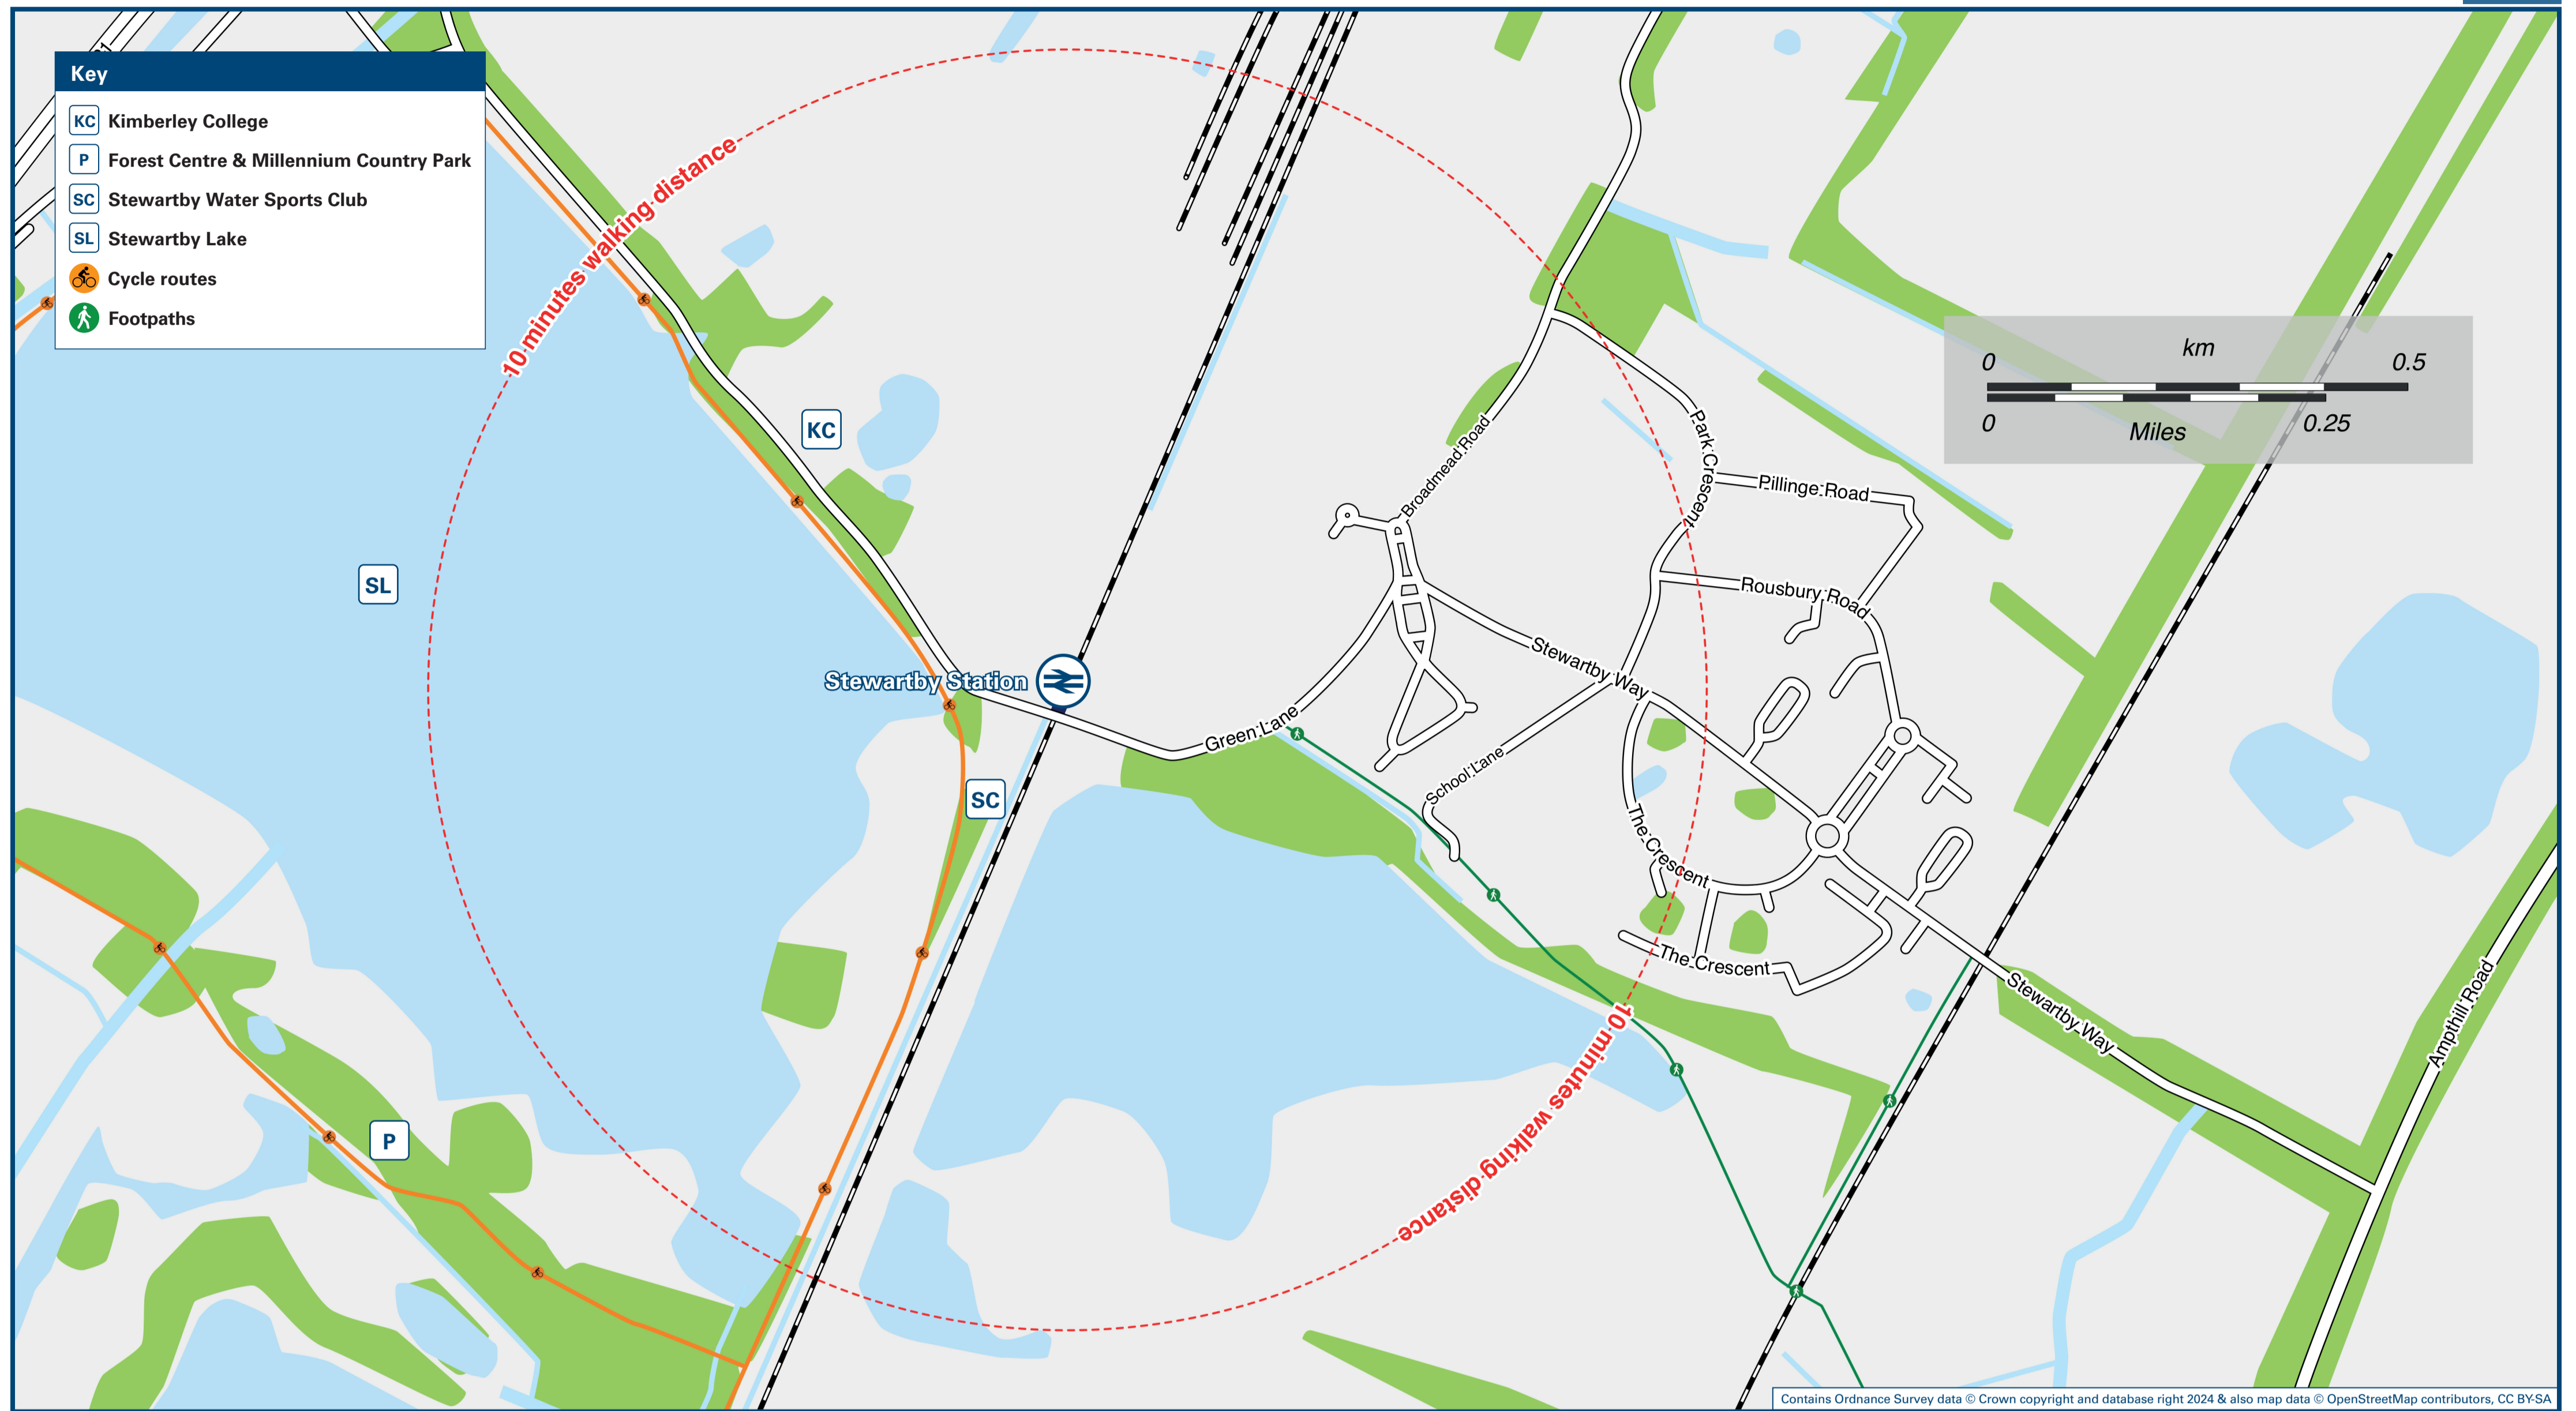 Key
KC Kimberley College
P Forest Centre & Millennium Country Park
SC Stewartby Water Sports Club
SL Stewartby Lake
Cycle routes
Footpaths
10 minutes walking distance
km
0 0.5
0 0.25
Miles
KC
Park Crescent
Broadmead Road
Pillinge Road
SL
Rousbury Road
Stewartby Way
Stewartby Station
Green Lane
School Lane
SC
The Crescent
The Crescent
Stewartby Way
Ampthill Road
10 minutes walking distance
P
Contains Ordnance Survey data © Crown copyright and database right 2024 & also map data © OpenStreetMap contributors, CC BY-SA